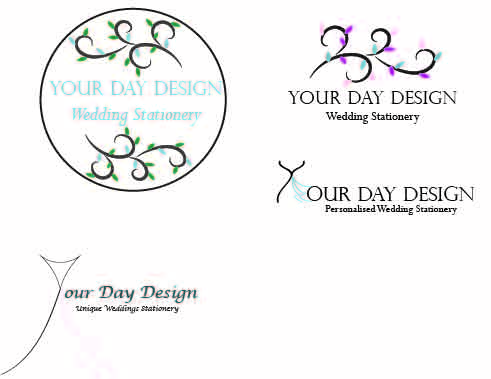 YOUR DAY DESIGN
Wedding Stationery
YOUR DAY DESIGN
Wedding Stationery
YOUR DAY DESIGN
Personalised Wedding Stationery
Your Day Design
Unique Weddings Stationery